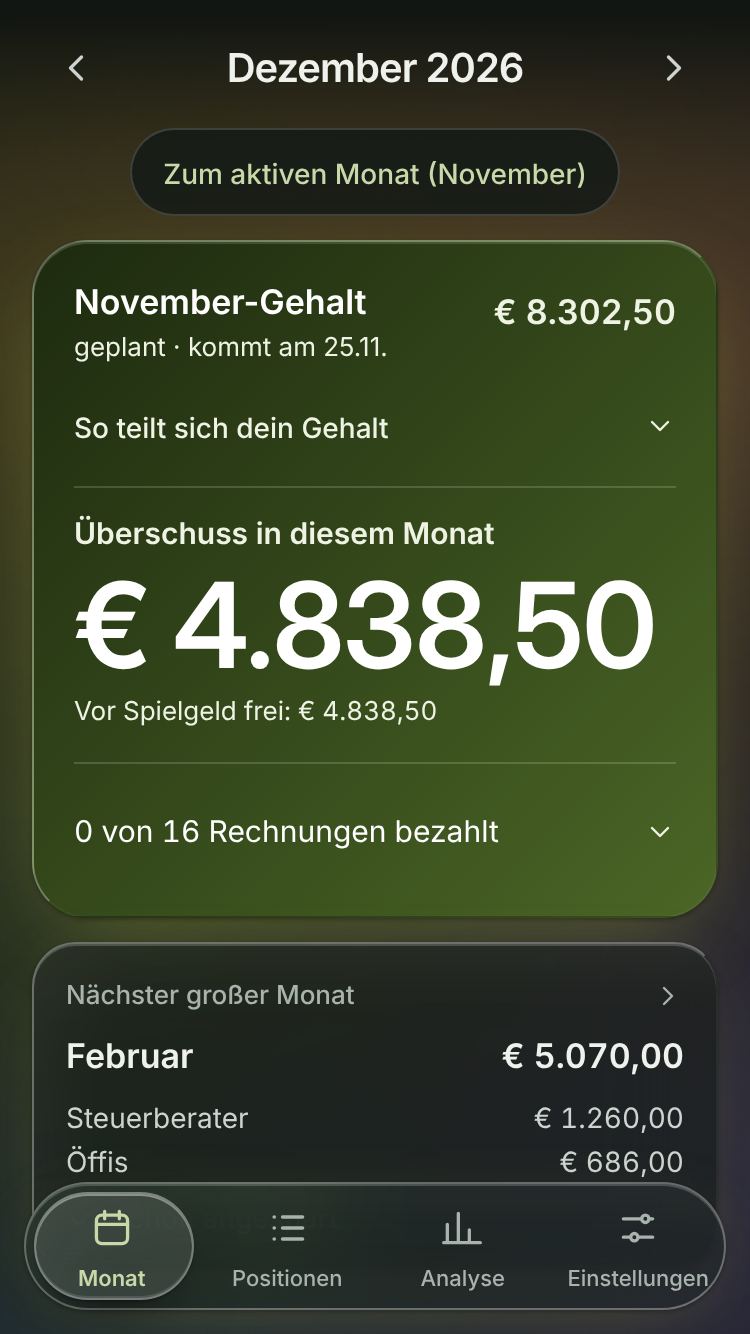 Dezember 2026
Zum aktiven Monat (November)
November-Gehalt
€ 8.302,50
geplant · kommt am 25.11.
So teilt sich dein Gehalt
Überschuss in diesem Monat
€ 4.838,50
Vor Spielgeld frei: € 4.838,50
0 von 16 Rechnungen bezahlt
Nächster großer Monat
Februar € 5.070,00
Steuerberater € 1.260,00
Öffis € 686,00
Monat Positionen Analyse Einstellungen